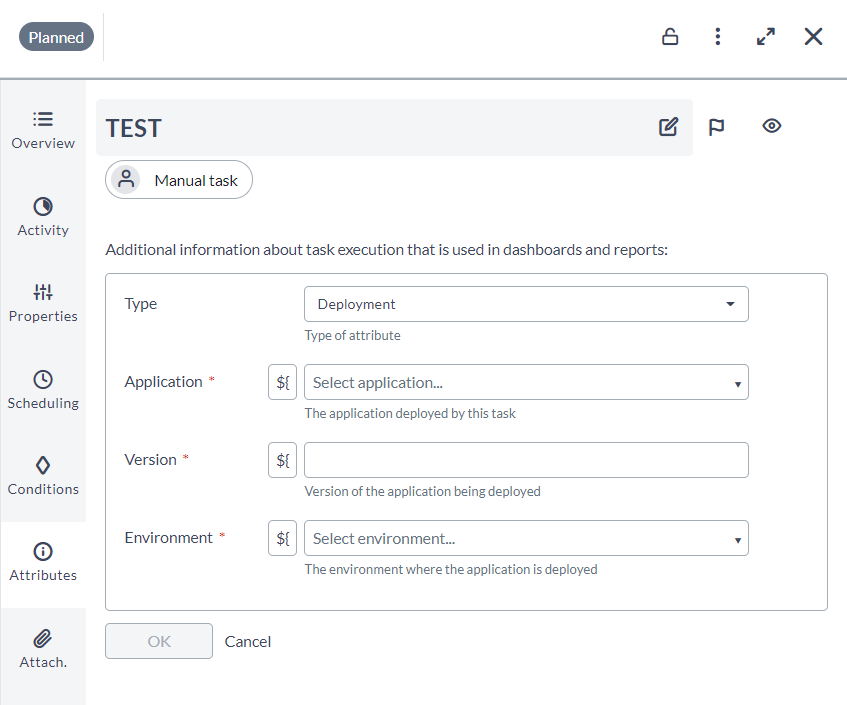 Planned
TEST
Manual task
Overview
Activity
Properties
Scheduling
Conditions
Attributes
Attach.
Additional information about task execution that is used in dashboards and reports:
Type
Deployment
Type of attribute
Application *
${
Select application...
The application deployed by this task
Version *
${
Version of the application being deployed
Environment *
${
Select environment...
The environment where the application is deployed
OK
Cancel